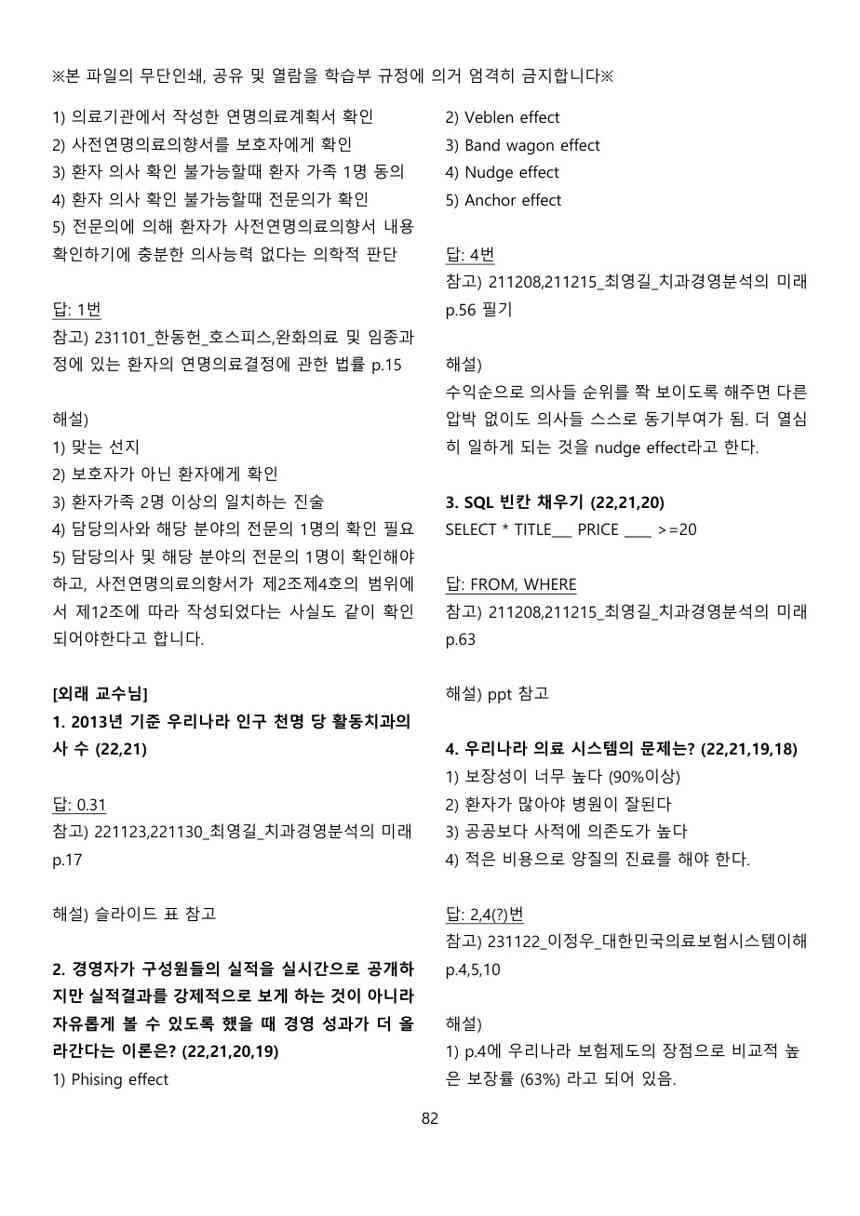 ※본 파일의 무단인쇄, 공유 및 열람을 학습부 규정에 의거 엄격히 금지합니다※
1) 의료기관에서 작성한 연명의료계획서 확인
2) 사전연명의료의향서를 보호자에게 확인
3) 환자 의사 확인 불가능할때 환자 가족 1명 동의
4) 환자 의사 확인 불가능할때 전문의가 확인
5) 전문의에 의해 환자가 사전연명의료의향서 내용
확인하기에 충분한 의사능력 없다는 의학적 판단
답: 1번
참고) 231101_한동헌_호스피스,완화의료 및 임종과
정에 있는 환자의 연명의료결정에 관한 법률 p.15
해설)
1) 맞는 선지
2) 보호자가 아닌 환자에게 확인
3) 환자가족 2명 이상의 일치하는 진술
4) 담당의사와 해당 분야의 전문의 1명의 확인 필요
5) 담당의사 및 해당 분야의 전문의 1명이 확인해야
하고, 사전연명의료의향서가 제2조제4호의 범위에
서 제12조에 따라 작성되었다는 사실도 같이 확인
되어야한다고 합니다.
[외래 교수님]
1. 2013년 기준 우리나라 인구 천명 당 활동치과의
사 수 (22,21)
답: 0.31
참고) 221123,221130_최영길_치과경영분석의 미래
p.17
해설) 슬라이드 표 참고
2. 경영자가 구성원들의 실적을 실시간으로 공개하
지만 실적결과를 강제적으로 보게 하는 것이 아니라
자유롭게 볼 수 있도록 했을 때 경영 성과가 더 올
라간다는 이론은? (22,21,20,19)
1) Phising effect
2) Veblen effect
3) Band wagon effect
4) Nudge effect
5) Anchor effect
답: 4번
참고) 211208,211215_최영길_치과경영분석의 미래
p.56 필기
해설)
수익순으로 의사들 순위를 쫙 보이도록 해주면 다른
압박 없이도 의사들 스스로 동기부여가 됨. 더 열심
히 일하게 되는 것을 nudge effect라고 한다.
3. SQL 빈칸 채우기 (22,21,20)
SELECT * TITLE___ PRICE ____ >=20
답: FROM, WHERE
참고) 211208,211215_최영길_치과경영분석의 미래
p.63
해설) ppt 참고
4. 우리나라 의료 시스템의 문제는? (22,21,19,18)
1) 보장성이 너무 높다 (90%이상)
2) 환자가 많아야 병원이 잘된다
3) 공공보다 사적에 의존도가 높다
4) 적은 비용으로 양질의 진료를 해야 한다.
답: 2,4(?)번
참고) 231122_이정우_대한민국의료보험시스템이해
p.4,5,10
해설)
1) p.4에 우리나라 보험제도의 장점으로 비교적 높
은 보장률 (63%) 라고 되어 있음.
82